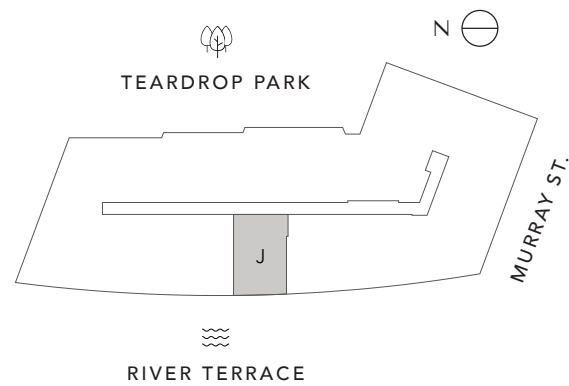 N
TEARDROP PARK
MURRAY ST.
J
RIVER TERRACE